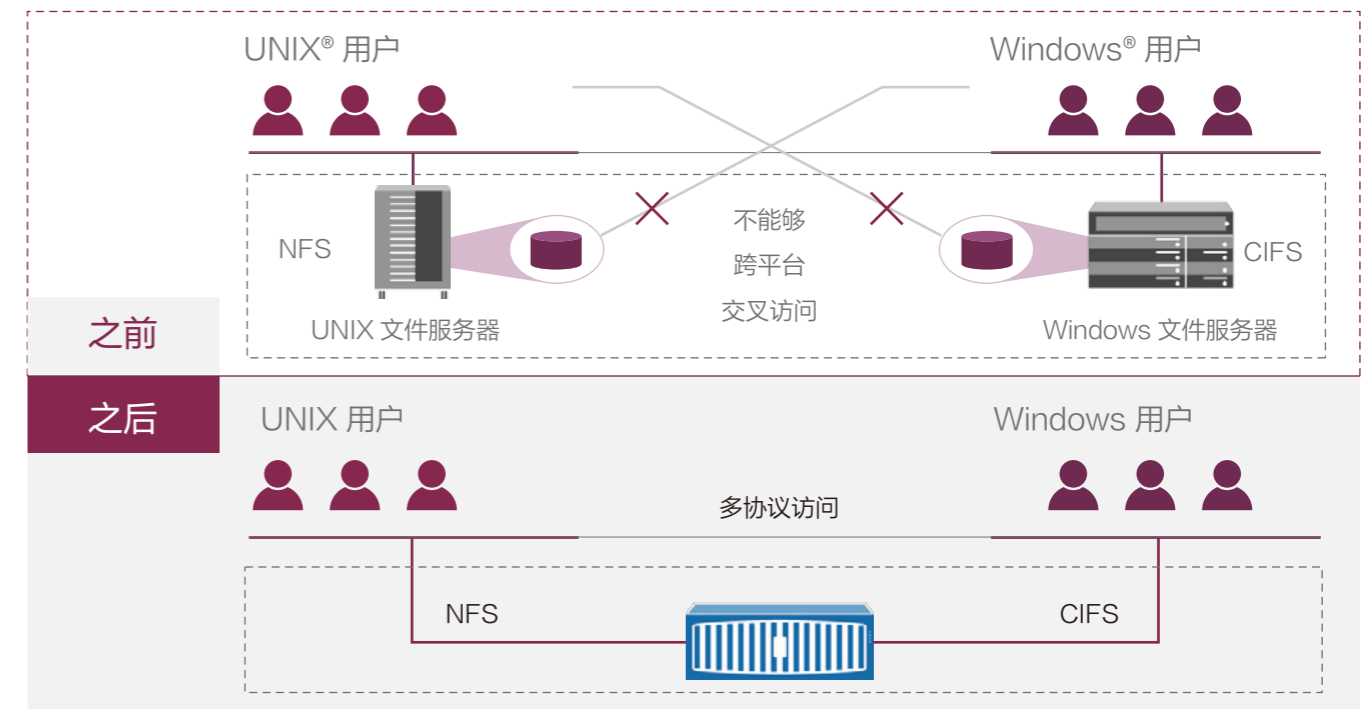 UNIX® 用户
Windows® 用户
NFS
不能够
跨平台
交叉访问
CIFS
UNIX 文件服务器
Windows 文件服务器
之前
之后
UNIX 用户
Windows 用户
多协议访问
NFS
CIFS